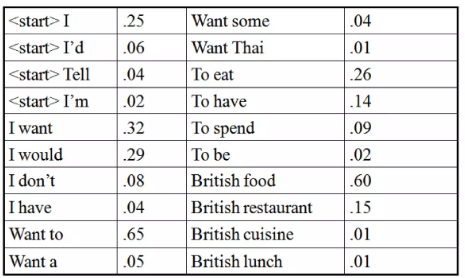 <start> I .25 Want some .04
<start> I’d .06 Want Thai .01
<start> Tell .04 To eat .26
<start> I’m .02 To have .14
I want .32 To spend .09
I would .29 To be .02
I don’t .08 British food .60
I have .04 British restaurant .15
Want to .65 British cuisine .01
Want a .05 British lunch .01